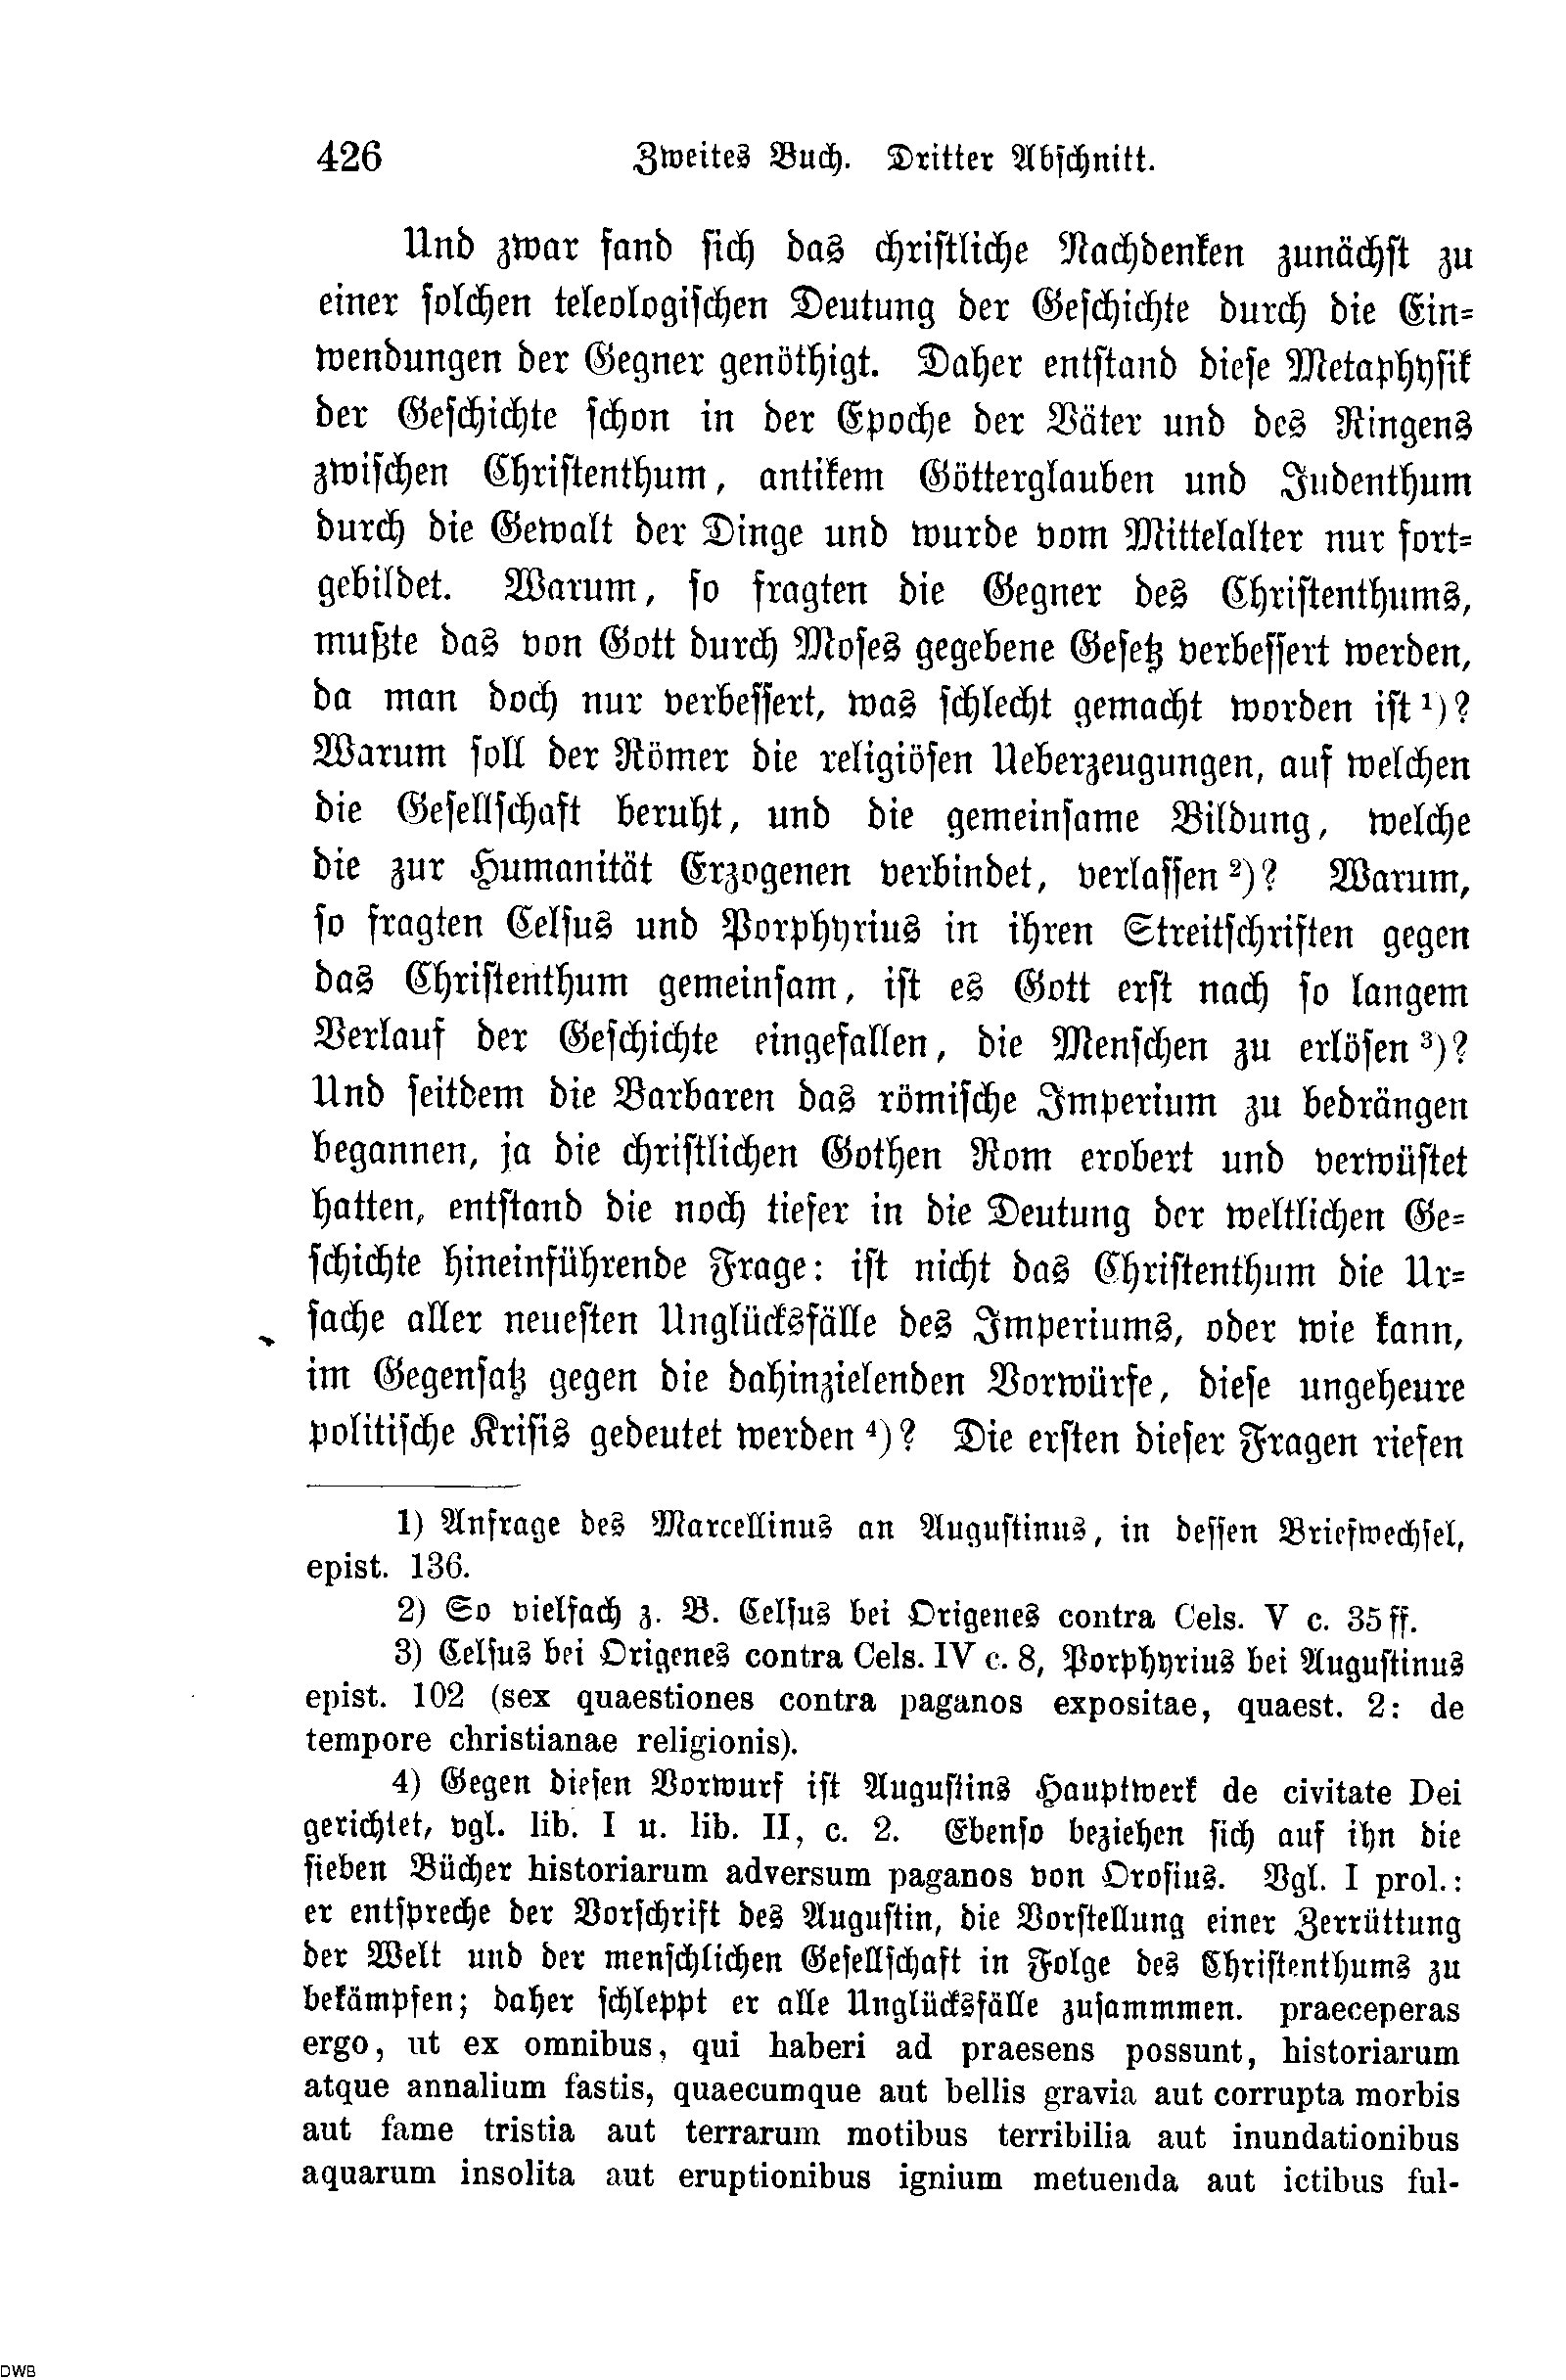 426 Zweites Buch. Dritter Abschnitt.
Und zwar fand sich das christliche Nachdenken zunächst zu
einer solchen teleologischen Deutung der Geschichte durch die Ein=
wendungen der Gegner genöthigt. Daher entstand diese Metaphysik
der Geschichte schon in der Epoche der Väter und des Ringens
zwischen Christenthum, antikem Götterglauben und Judenthum
durch die Gewalt der Dinge und wurde vom Mittelalter nur fort=
gebildet. Warum, so fragten die Gegner des Christenthums,
mußte das von Gott durch Moses gegebene Gesetz verbessert werden,
da man doch nur verbessert, was schlecht gemacht worden ist ¹)?
Warum soll der Römer die religiösen Ueberzeugungen, auf welchen
die Gesellschaft beruht, und die gemeinsame Bildung, welche
die zur Humanität Erzogenen verbindet, verlassen ²)? Warum,
so fragten Celsus und Porphyrius in ihren Streitschriften gegen
das Christenthum gemeinsam, ist es Gott erst nach so langem
Verlauf der Geschichte eingefallen, die Menschen zu erlösen ³)?
Und seitdem die Barbaren das römische Imperium zu bedrängen
begannen, ja die christlichen Gothen Rom erobert und verwüstet
hatten, entstand die noch tiefer in die Deutung der weltlichen Ge=
schichte hineinführende Frage: ist nicht das Christenthum die Ur=
sache aller neuesten Unglücksfälle des Imperiums, oder wie kann,
im Gegensatz gegen die dahinzielenden Vorwürfe, diese ungeheure
politische Krisis gedeutet werden ⁴)? Die ersten dieser Fragen riefen
1) Anfrage des Marcellinus an Augustinus, in dessen Briefwechsel,
epist. 136.
2) So vielfach z. B. Celsus bei Origenes contra Cels. V c. 35 ff.
3) Celsus bei Origenes contra Cels. IV c. 8, Porphyrius bei Augustinus
epist. 102 (sex quaestiones contra paganos expositae, quaest. 2: de
tempore christianae religionis).
4) Gegen diesen Vorwurf ist Augustins Hauptwerk de civitate Dei
gerichtet, vgl. lib. I u. lib. II, c. 2. Ebenso beziehen sich auf ihn die
sieben Bücher historiarum adversum paganos von Orosius. Vgl. I prol.:
er entspreche der Vorschrift des Augustin, die Vorstellung einer Zerrüttung
der Welt und der menschlichen Gesellschaft in Folge des Christenthums zu
bekämpfen; daher schleppt er alle Unglücksfälle zusammmen. praeceperas
ergo, ut ex omnibus, qui haberi ad praesens possunt, historiarum
atque annalium fastis, quaecumque aut bellis gravia aut corrupta morbis
aut fame tristia aut terrarum motibus terribilia aut inundationibus
aquarum insolita aut eruptionibus ignium metuenda aut ictibus ful-
DWB